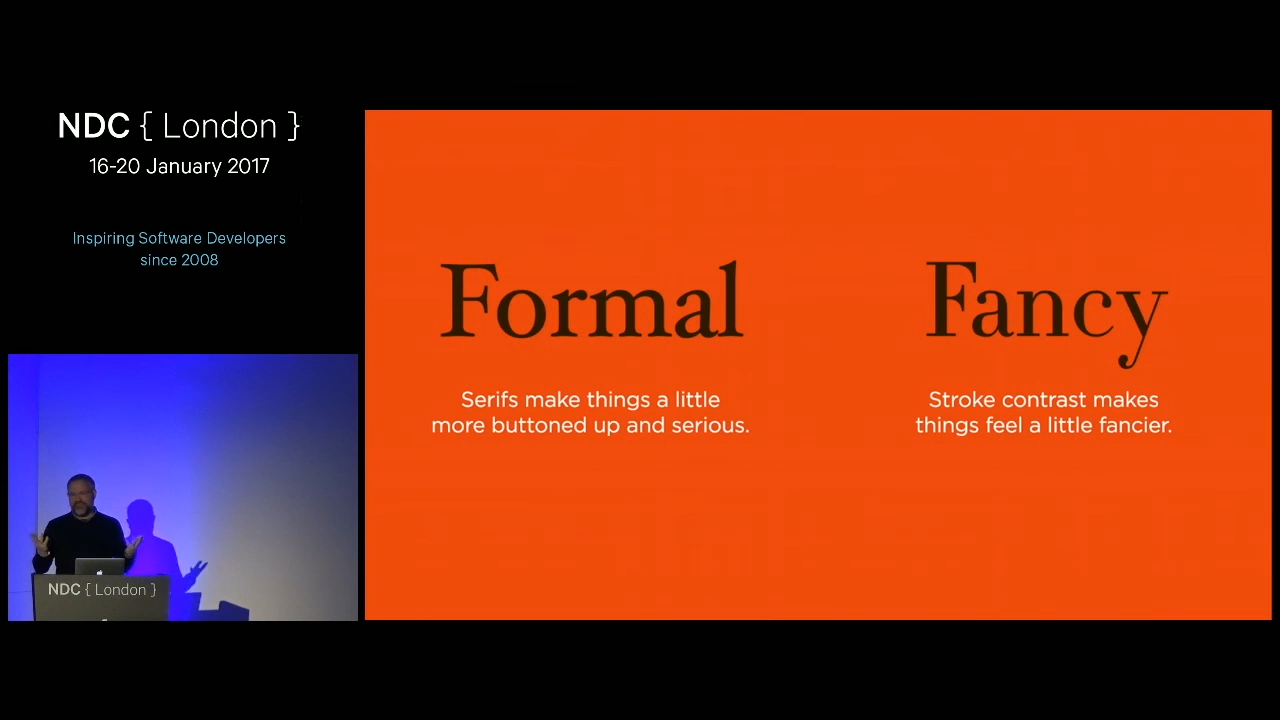 NDC { London }
16-20 January 2017
Inspiring Software Developers
since 2008
Formal
Serifs make things a little
more buttoned up and serious.
Fancy
Stroke contrast makes
things feel a little fancier.
NDC { London }